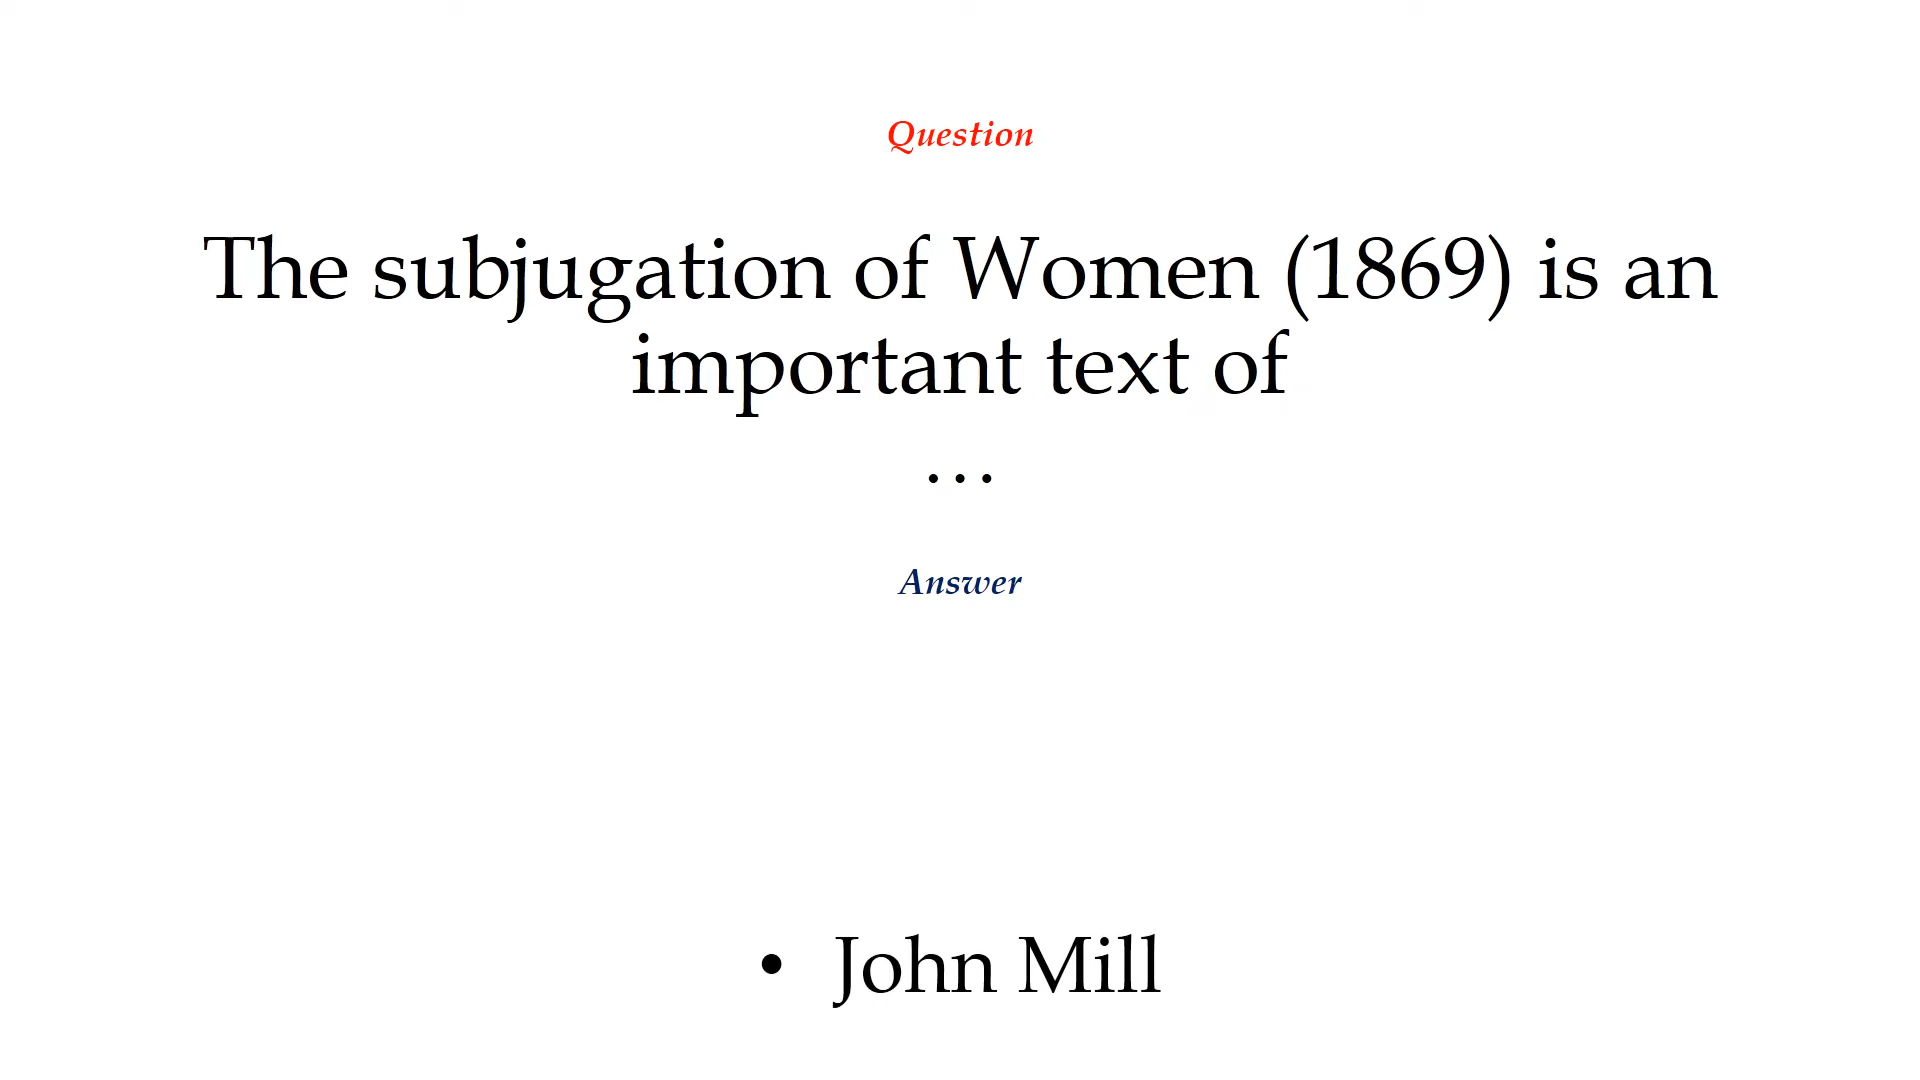 Question
The subjugation of Women (1869) is an
important text of
…
Answer
• John Mill